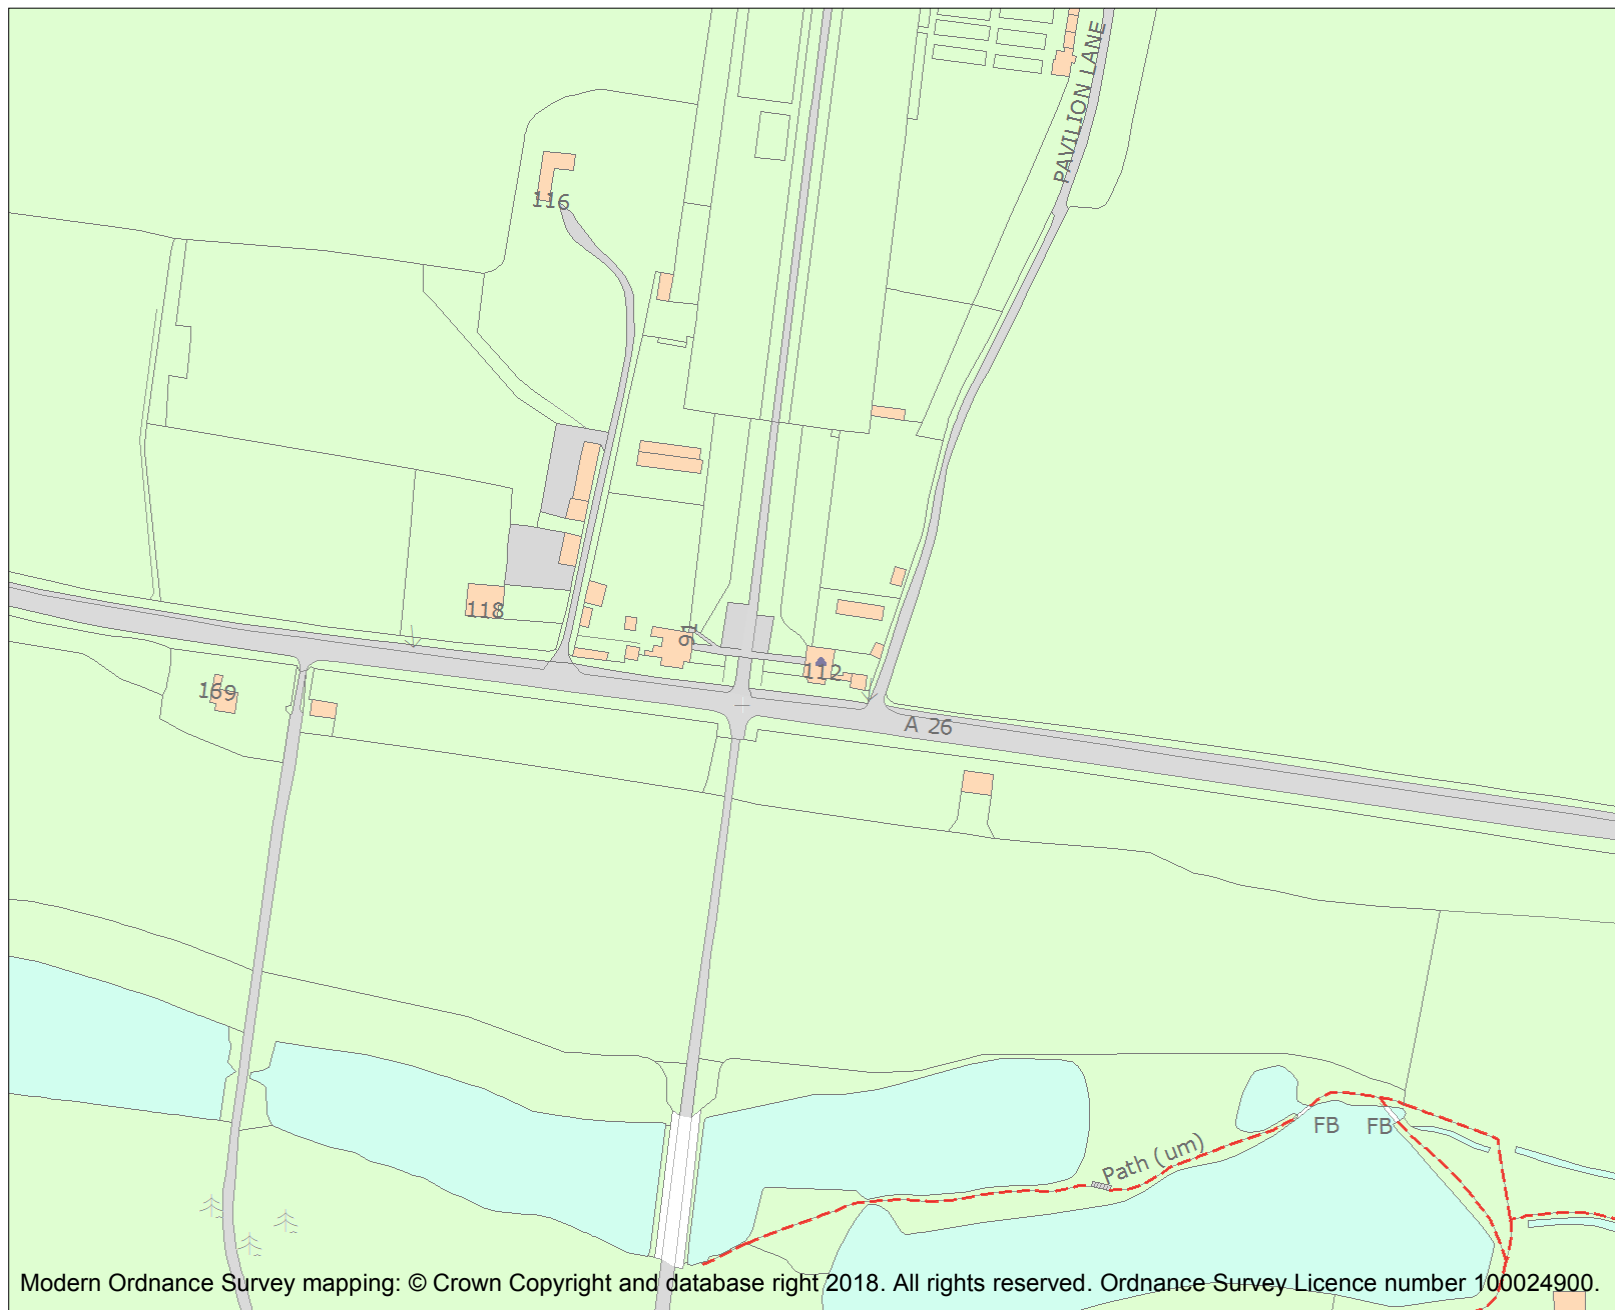 PAVILION LANE
116
118
91
112
169
A 26
Path (um)
FB
FB
Modern Ordnance Survey mapping: © Crown Copyright and database right 2018. All rights reserved. Ordnance Survey Licence number 100024900.